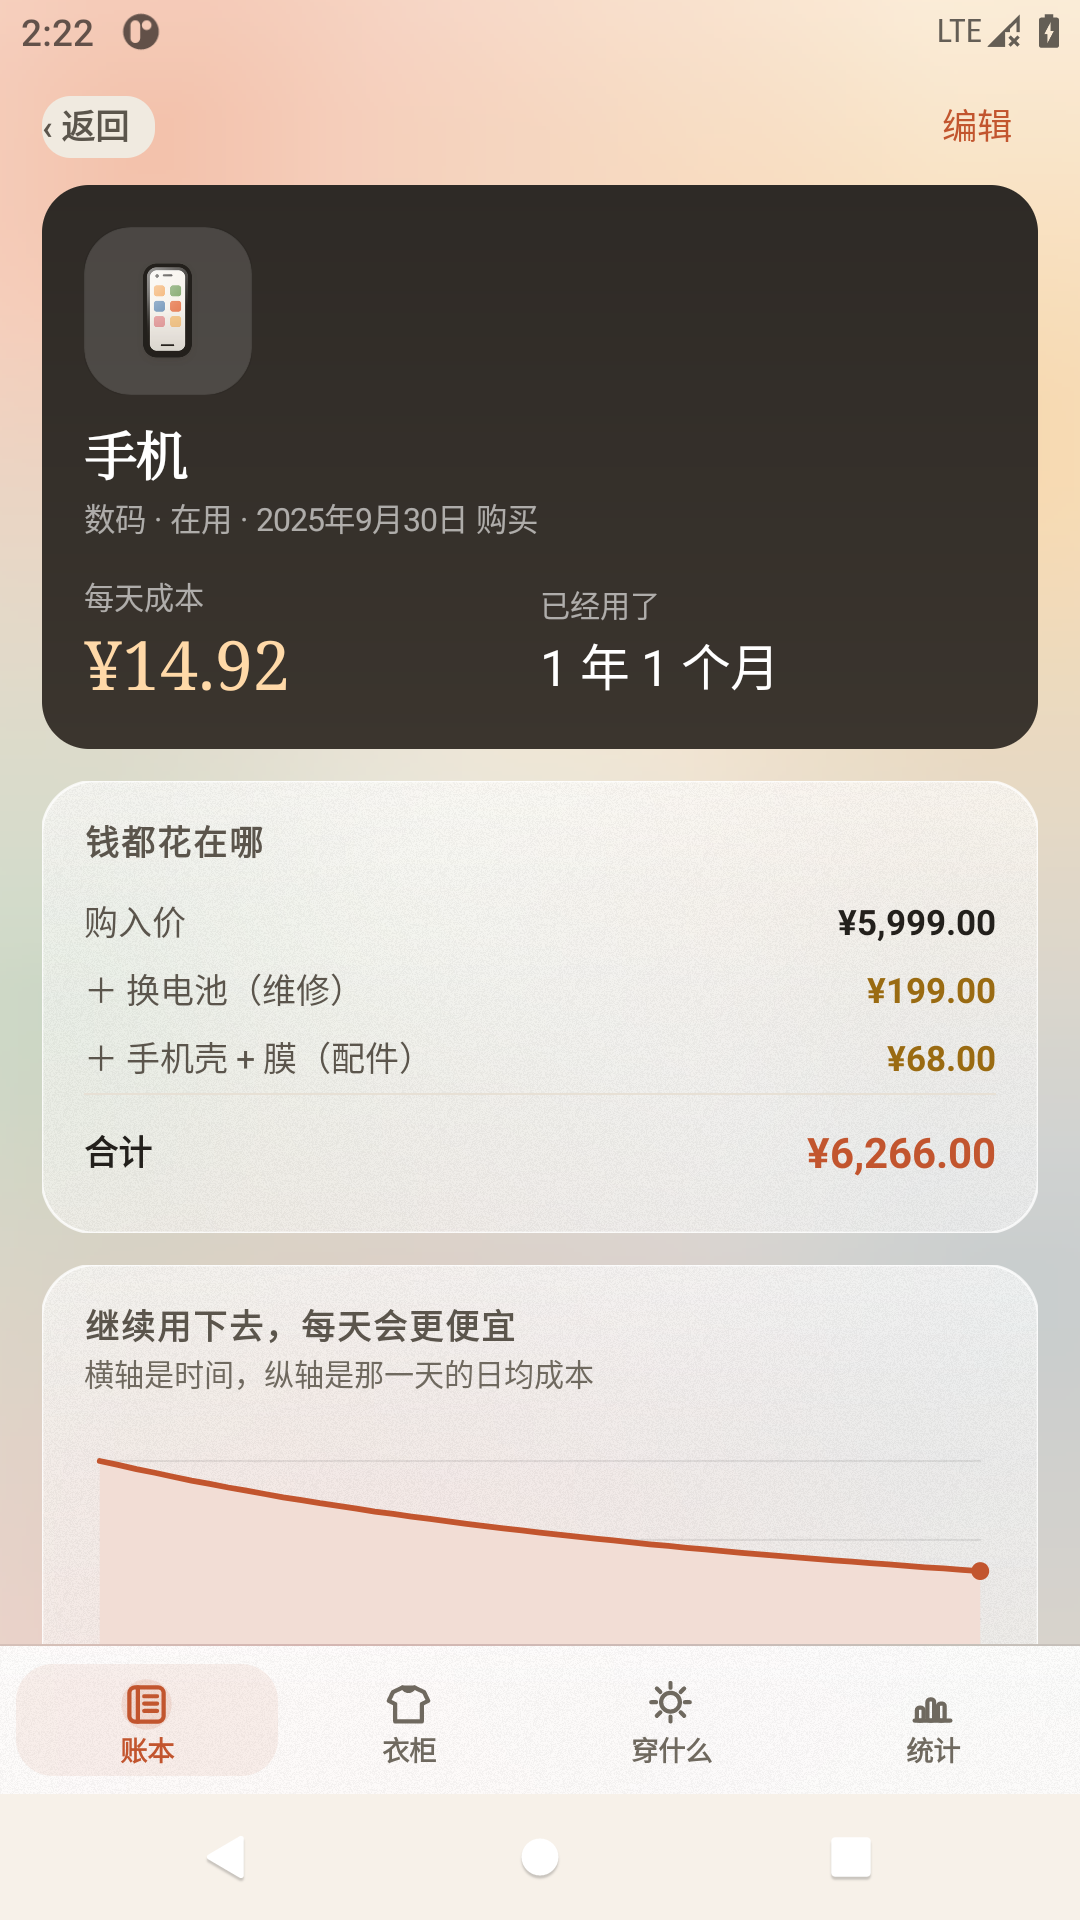 2:22
LTE
‹ 返回
编辑
手机
数码 · 在用 · 2025年9月30日 购买
每天成本
已经用了
¥14.92
1 年 1 个月
钱都花在哪
购入价
¥5,999.00
＋ 换电池（维修）
¥199.00
＋ 手机壳 + 膜（配件）
¥68.00
合计
¥6,266.00
继续用下去，每天会更便宜
横轴是时间，纵轴是那一天的日均成本
账本
衣柜
穿什么
统计